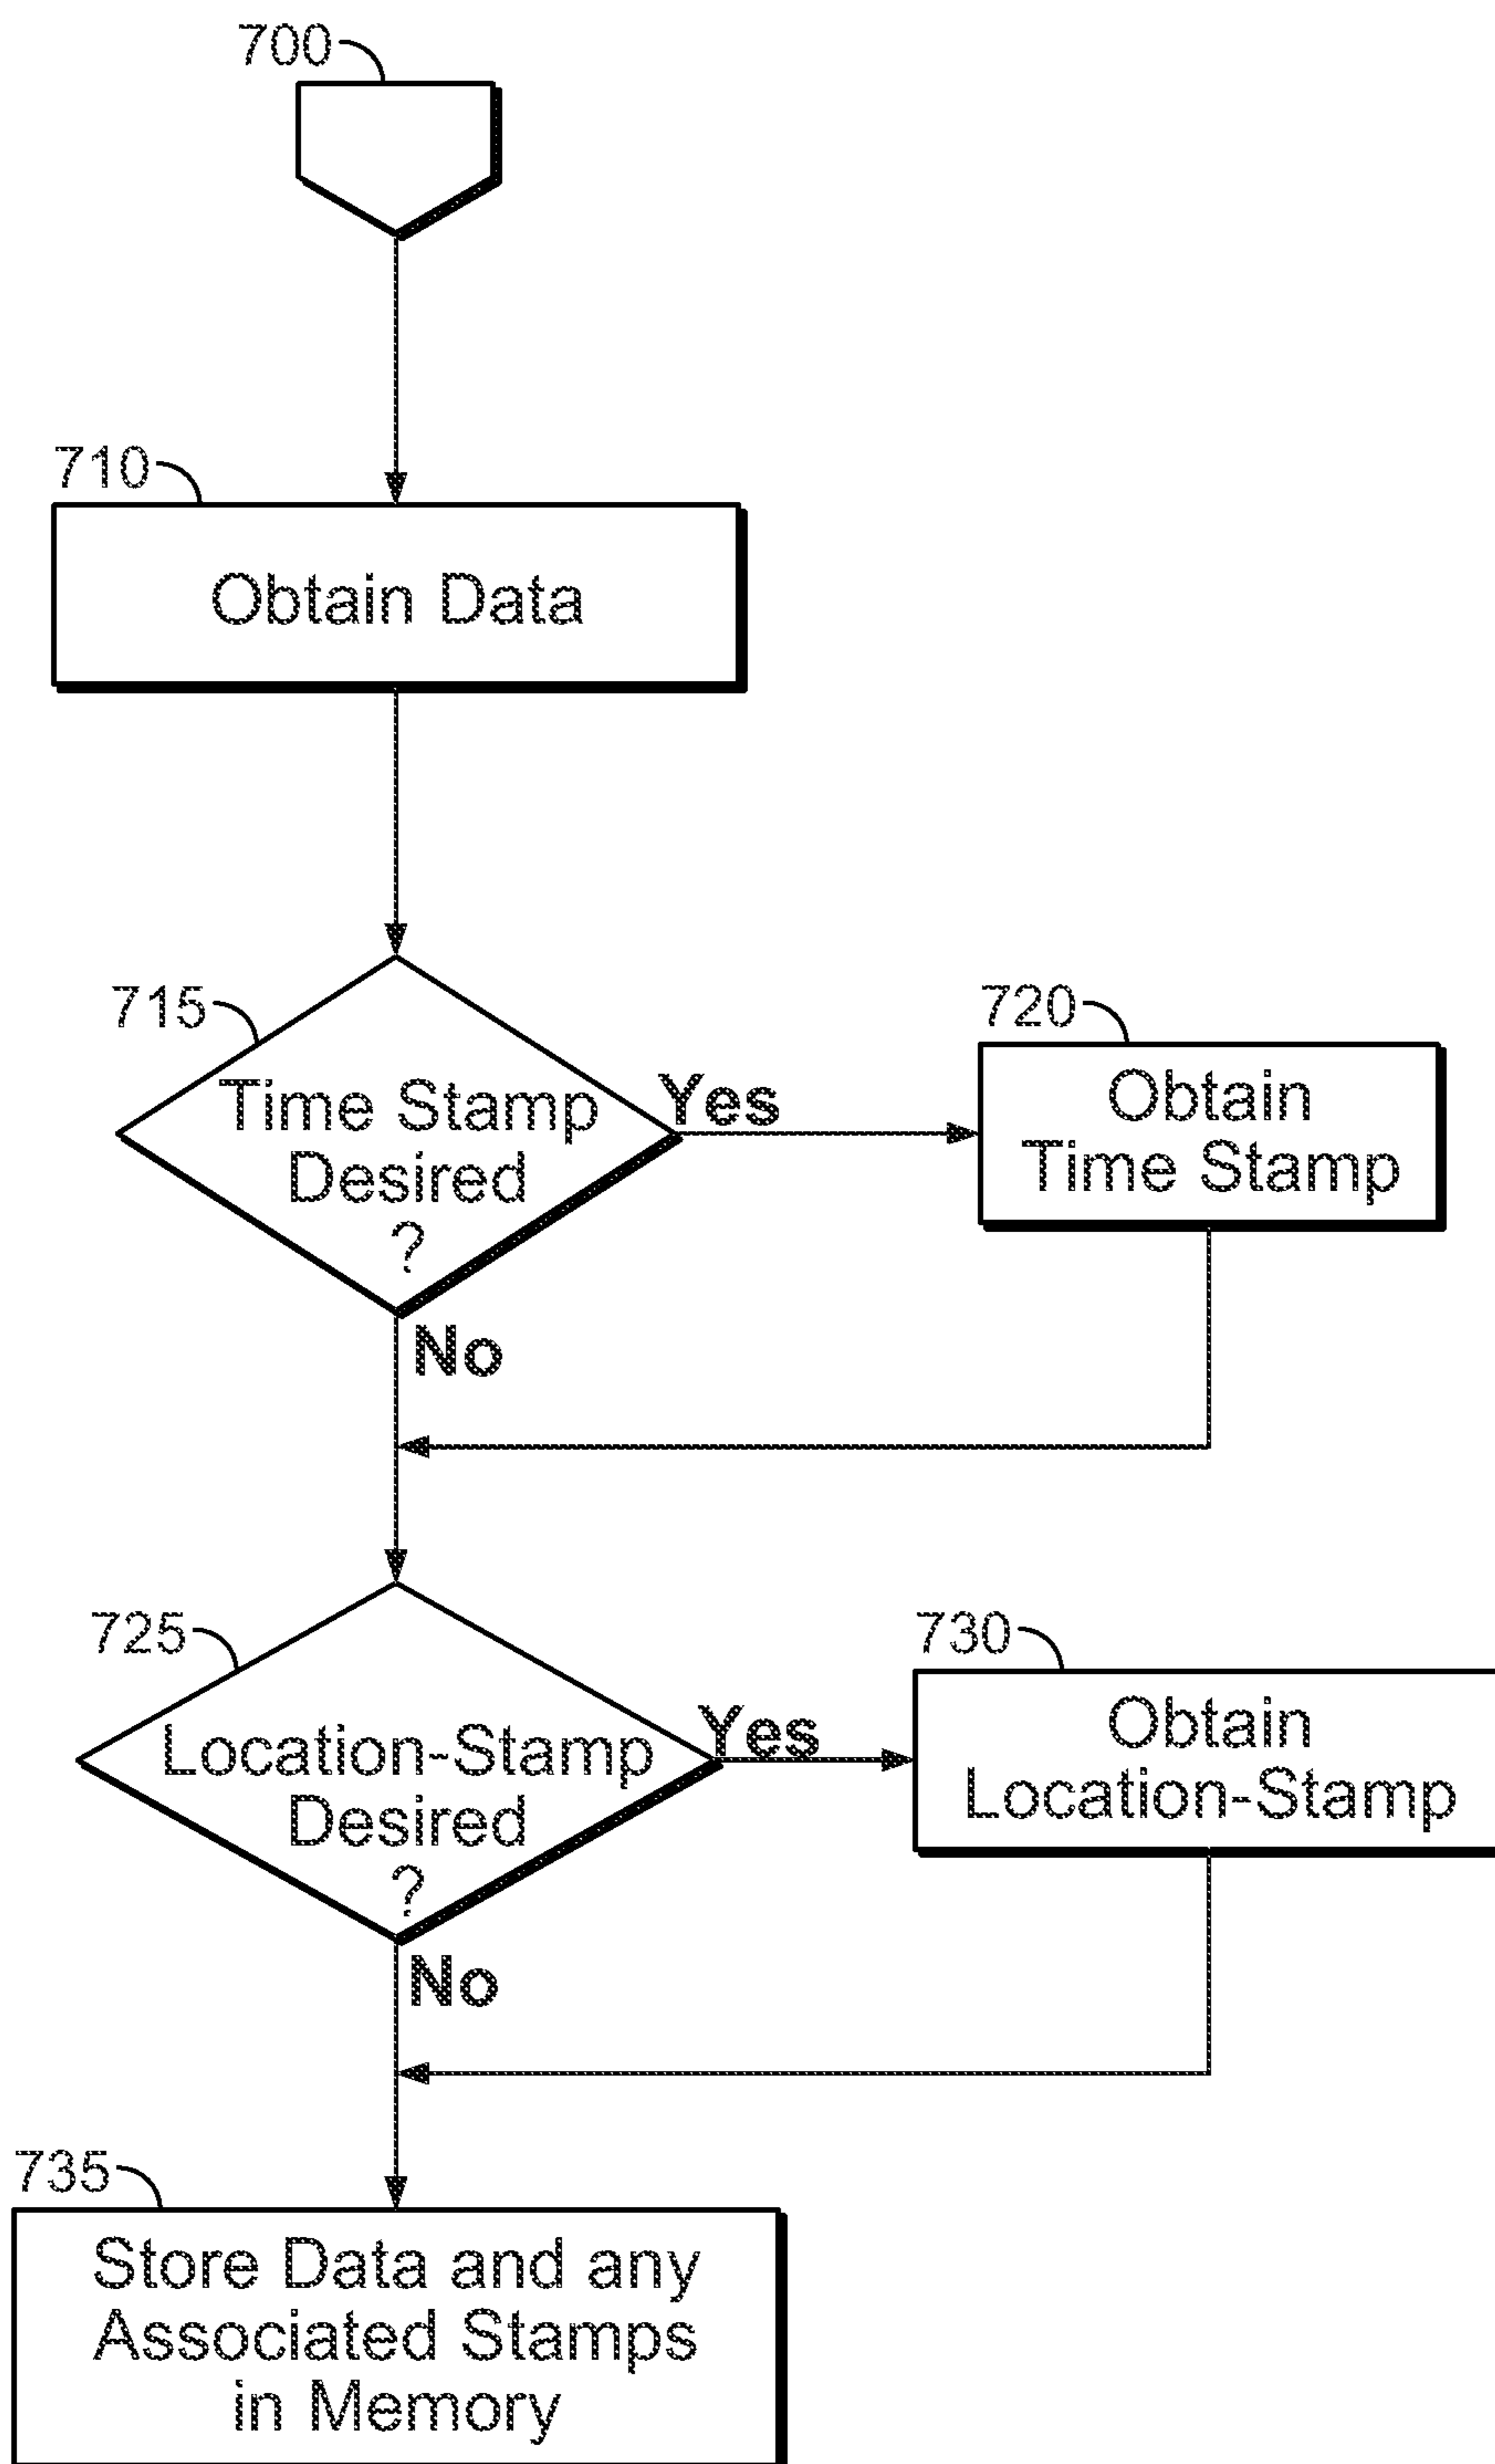 700
710
Obtain Data
715
Time Stamp
Desired
?
Yes
No
720
Obtain
Time Stamp
725
Location-Stamp
Desired
?
Yes
No
730
Obtain
Location-Stamp
735
Store Data and any
Associated Stamps
in Memory